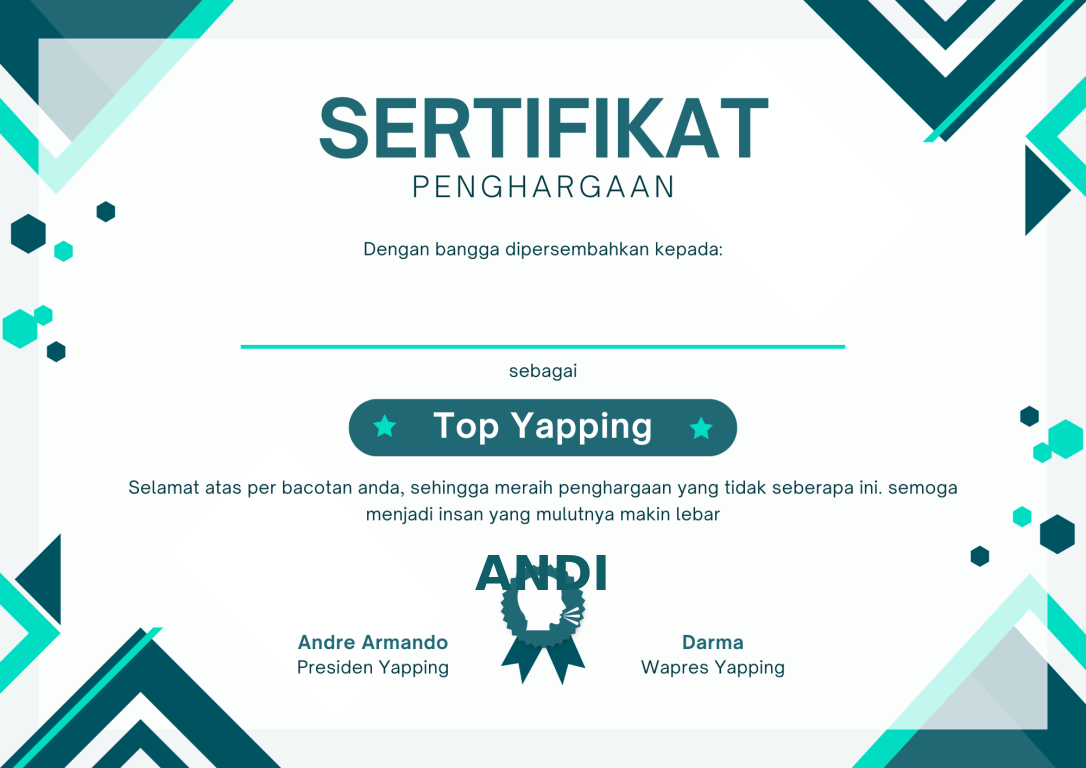 SERTIFIKAT
PENGHARGAAN
Dengan bangga dipersembahkan kepada:
sebagai
Top Yapping
Selamat atas per bacotan anda, sehingga meraih penghargaan yang tidak seberapa ini. semoga
menjadi insan yang mulutnya makin lebar
ANDI
Andre Armando
Presiden Yapping
Darma
Wapres Yapping